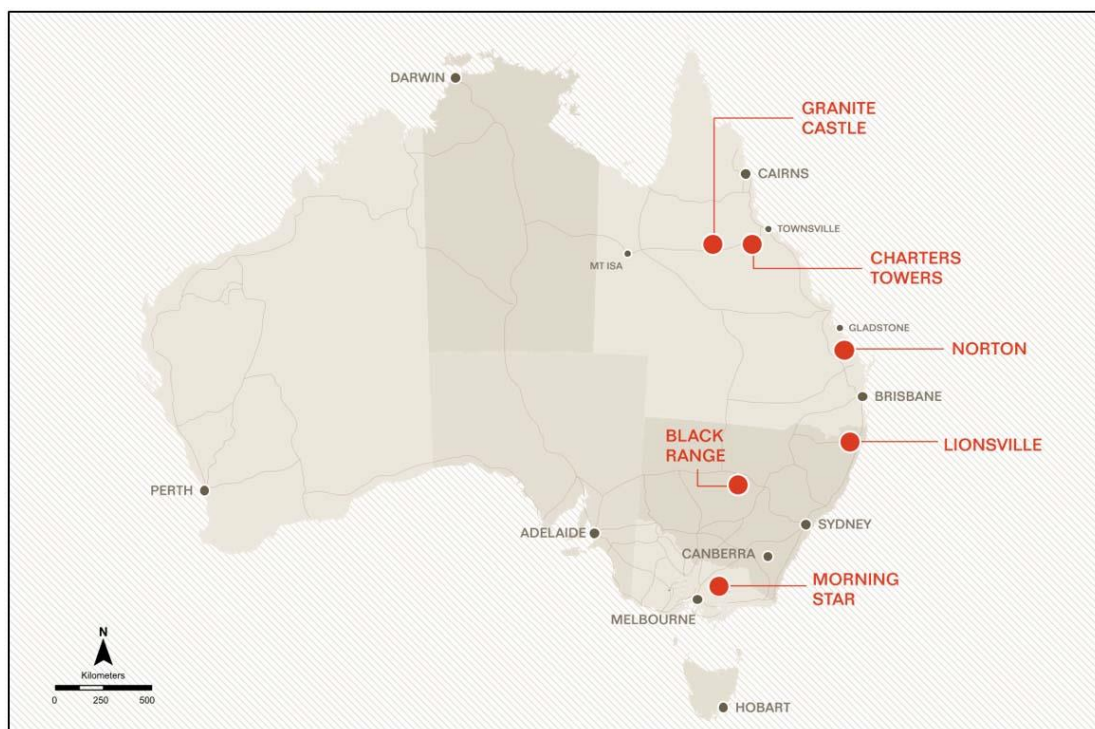 DARWIN
GRANITE
CASTLE
CAIRNS
TOWNSVILLE
MT ISA
CHARTERS
TOWERS
GLADSTONE
NORTON
BRISBANE
BLACK
RANGE
LIONSVILLE
PERTH
ADELAIDE
SYDNEY
CANBERRA
MORNING
STAR
MELBOURNE
N
Kilometers
0 250 500
HOBART